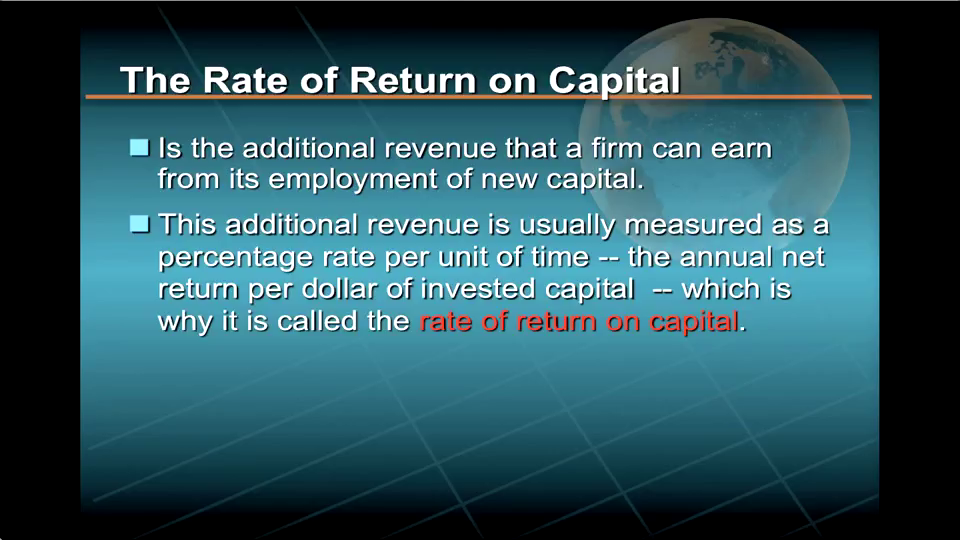 The Rate of Return on Capital
Is the additional revenue that a firm can earn
from its employment of new capital.
This additional revenue is usually measured as a
percentage rate per unit of time -- the annual net
return per dollar of invested capital -- which is
why it is called the rate of return on capital.